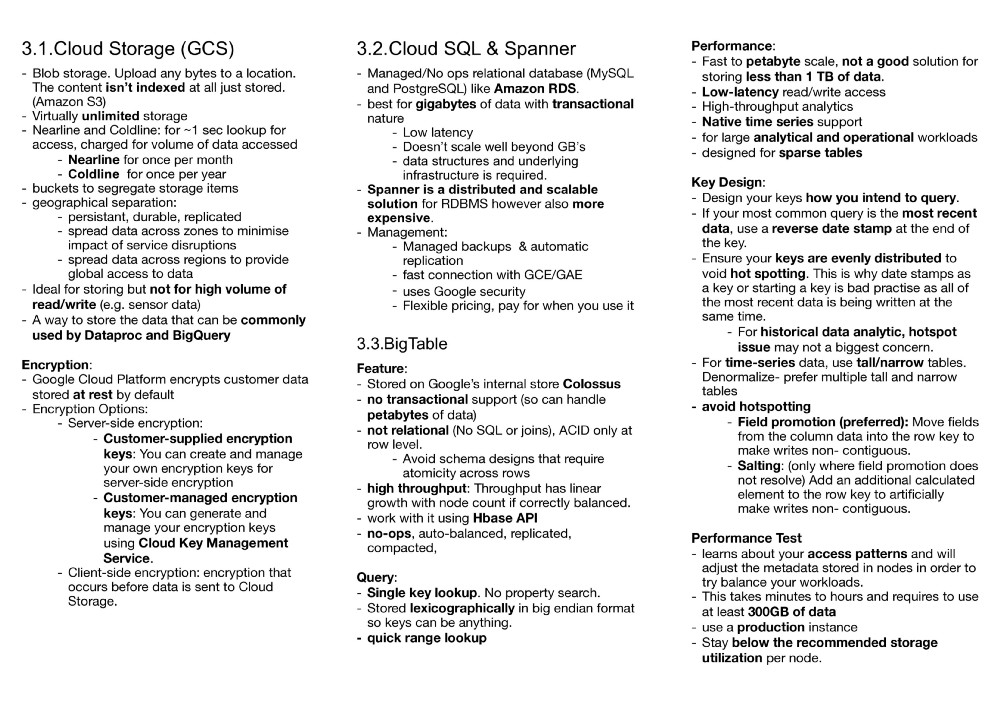 3.1.Cloud Storage (GCS)
- Blob storage. Upload any bytes to a location.
The content isn't indexed at all just stored.
(Amazon S3)
- Virtually unlimited storage
- Nearline and Coldline: for ~1 sec lookup for
access, charged for volume of data accessed
- Nearline for once per month
- Coldline for once per year
- buckets to segregate storage items
- geographical separation:
- persistant, durable, replicated
- spread data across zones to minimise
impact of service disruptions
- spread data across regions to provide
global access to data
- Ideal for storing but not for high volume of
read/write (e.g. sensor data)
- A way to store the data that can be commonly
used by Dataproc and BigQuery
Encryption:
- Google Cloud Platform encrypts customer data
stored at rest by default
- Encryption Options:
- Server-side encryption:
- Customer-supplied encryption
keys: You can create and manage
your own encryption keys for
server-side encryption
- Customer-managed encryption
keys: You can generate and
manage your encryption keys
using Cloud Key Management
Service.
- Client-side encryption: encryption that
occurs before data is sent to Cloud
Storage.
3.2.Cloud SQL & Spanner
- Managed/No ops relational database (MySQL
and PostgreSQL) like Amazon RDS.
- best for gigabytes of data with transactional
nature
- Low latency
- Doesn't scale well beyond GB's
- data structures and underlying
infrastructure is required.
- Spanner is a distributed and scalable
solution for RDBMS however also more
expensive.
- Management:
- Managed backups & automatic
replication
- fast connection with GCE/GAE
- uses Google security
- Flexible pricing, pay for when you use it
3.3.BigTable
Feature:
- Stored on Google's internal store Colossus
- no transactional support (so can handle
petabytes of data)
- not relational (No SQL or joins), ACID only at
row level.
- Avoid schema designs that require
atomicity across rows
- high throughput: Throughput has linear
growth with node count if correctly balanced.
- work with it using Hbase API
- no-ops, auto-balanced, replicated,
compacted,
Query:
- Single key lookup. No property search.
- Stored lexicographically in big endian format
so keys can be anything.
- quick range lookup
Performance:
- Fast to petabyte scale, not a good solution for
storing less than 1 TB of data.
- Low-latency read/write access
- High-throughput analytics
- Native time series support
- for large analytical and operational workloads
- designed for sparse tables
Key Design:
- Design your keys how you intend to query.
- If your most common query is the most recent
data, use a reverse date stamp at the end of
the key.
- Ensure your keys are evenly distributed to
void hot spotting. This is why date stamps as
a key or starting a key is bad practise as all of
the most recent data is being written at the
same time.
- For historical data analytic, hotspot
issue may not a biggest concern.
- For time-series data, use tall/narrow tables.
Denormalize- prefer multiple tall and narrow
tables
- avoid hotspotting
- Field promotion (preferred): Move fields
from the column data into the row key to
make writes non- contiguous.
- Salting: (only where field promotion does
not resolve) Add an additional calculated
element to the row key to artificially
make writes non- contiguous.
Performance Test
- learns about your access patterns and will
adjust the metadata stored in nodes in order to
try balance your workloads.
- This takes minutes to hours and requires to use
at least 300GB of data
- use a production instance
- Stay below the recommended storage
utilization per node.